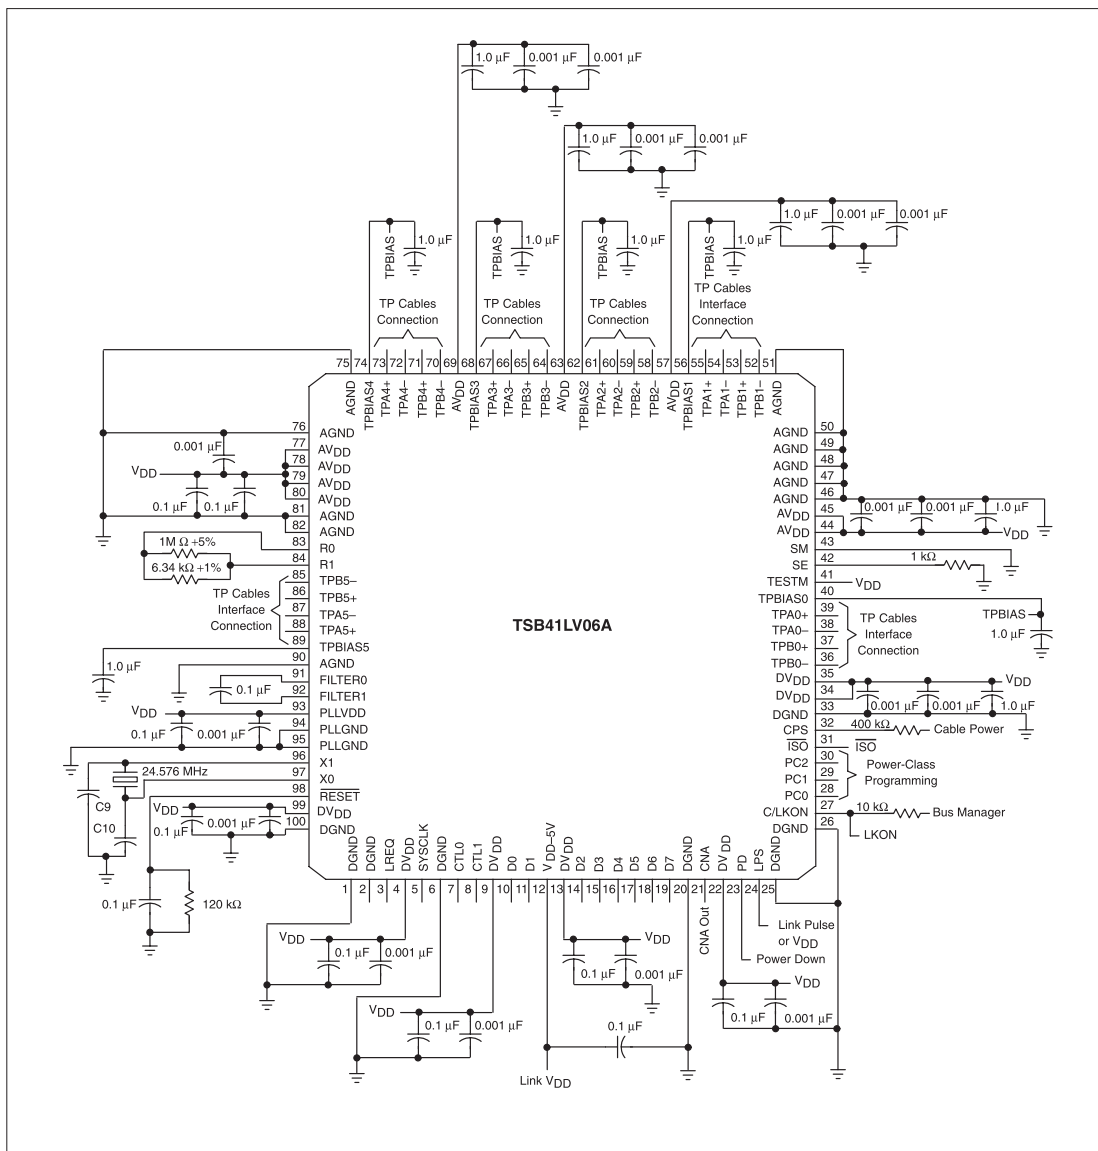 1.0 μF 0.001 μF 0.001 μF
1.0 μF 0.001 μF 0.001 μF
1.0 μF 0.001 μF 0.001 μF
TPBIAS 1.0 μF TPBIAS 1.0 μF TPBIAS 1.0 μF TPBIAS 1.0 μF
TP Cables
Connection
TP Cables
Connection
TP Cables
Connection
TP Cables
Interface
Connection
75 74 73 72 71 70 69 68 67 66 65 64 63 62 61 60 59 58 57 56 55 54 53 52 51
AGND TPBIAS4 TPA4+ TPA4− TPB4+ TPB4− AVDD TPBIAS3 TPA3+ TPA3− TPB3+ TPB3− AVDD TPBIAS2 TPA2+ TPA2− TPB2+ TPB2− AVDD TPBIAS1 TPA1+ TPA1− TPB1+ TPB1− AGND
76 AGND
77 AVDD
78 AVDD
79 AVDD
80 AVDD
81 AGND
82 AGND
83 R0
84 R1
85 TPB5−
86 TPB5+
87 TPA5−
88 TPA5+
89 TPBIAS5
90 AGND
91 FILTER0
92 FILTER1
93 PLLVDD
94 PLLGND
95 PLLGND
96 X1
97 X0
98 RESET
99 DVDD
100 DGND
0.001 μF
VDD
0.1 μF 0.1 μF
1M Ω +5%
6.34 kΩ +1%
TP Cables
Interface
Connection
1.0 μF
0.1 μF
VDD
0.1 μF 0.001 μF
24.576 MHz
C9
C10
VDD
0.1 μF 0.001 μF
0.1 μF 120 kΩ
TSB41LV06A
AGND 50
AGND 49
AGND 48
AGND 47
AGND 46
AVDD 45
AVDD 44
SM 43
SE 42
TESTM 41
TPBIAS0 40
TPA0+ 39
TPA0− 38
TPB0+ 37
TPB0− 36
DVDD 35
DVDD 34
DGND 33
CPS 32
ISO 31
PC2 30
PC1 29
PC0 28
C/LKON 27
DGND 26
0.001 μF 0.001 μF 1.0 μF
VDD
1 kΩ
VDD
TPBIAS
1.0 μF
TP Cables
Interface
Connection
VDD
0.001 μF 0.001 μF 1.0 μF
400 kΩ Cable Power
ISO
Power-Class
Programming
10 kΩ Bus Manager
LKON
DGND DGND LREQ DVDD SYSCLK DGND CTL0 CTL1 DVDD D0 D1 VDD−5V DVDD D2 D3 D4 D5 D6 D7 DGND CNA DVDD PD LPS DGND
1 2 3 4 5 6 7 8 9 10 11 12 13 14 15 16 17 18 19 20 21 22 23 24 25
CNA Out
Link Pulse
or VDD
Power Down
VDD
0.1 μF 0.001 μF
VDD
0.1 μF 0.001 μF
VDD
0.1 μF 0.001 μF
VDD
0.1 μF 0.001 μF
0.1 μF
Link VDD